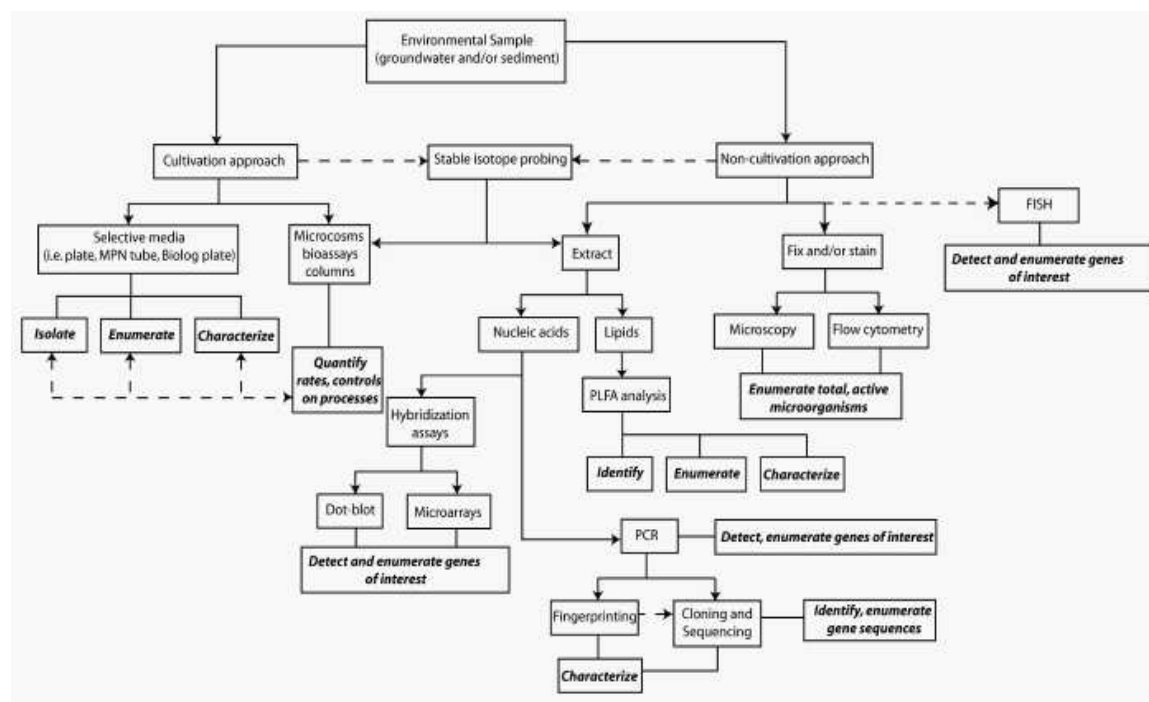 Environmental Sample
(groundwater and/or sediment)
Cultivation approach
Stable isotope probing
Non-cultivation approach
FISH
Detect and enumerate genes
of interest
Selective media
(i.e. plate, MPN tube, Biolog plate)
Microcosms
bioassays
columns
Extract
Fix and/or stain
Isolate
Enumerate
Characterize
Quantify
rates, controls
on processes
Nucleic acids
Lipids
Microscopy
Flow cytometry
Enumerate total, active
microorganisms
PLFA analysis
Hybridization
assays
Identify
Enumerate
Characterize
Dot-blot
Microarrays
Detect and enumerate genes
of interest
PCR
Detect, enumerate genes of interest
Fingerprinting
Cloning and
Sequencing
Identify, enumerate
gene sequences
Characterize